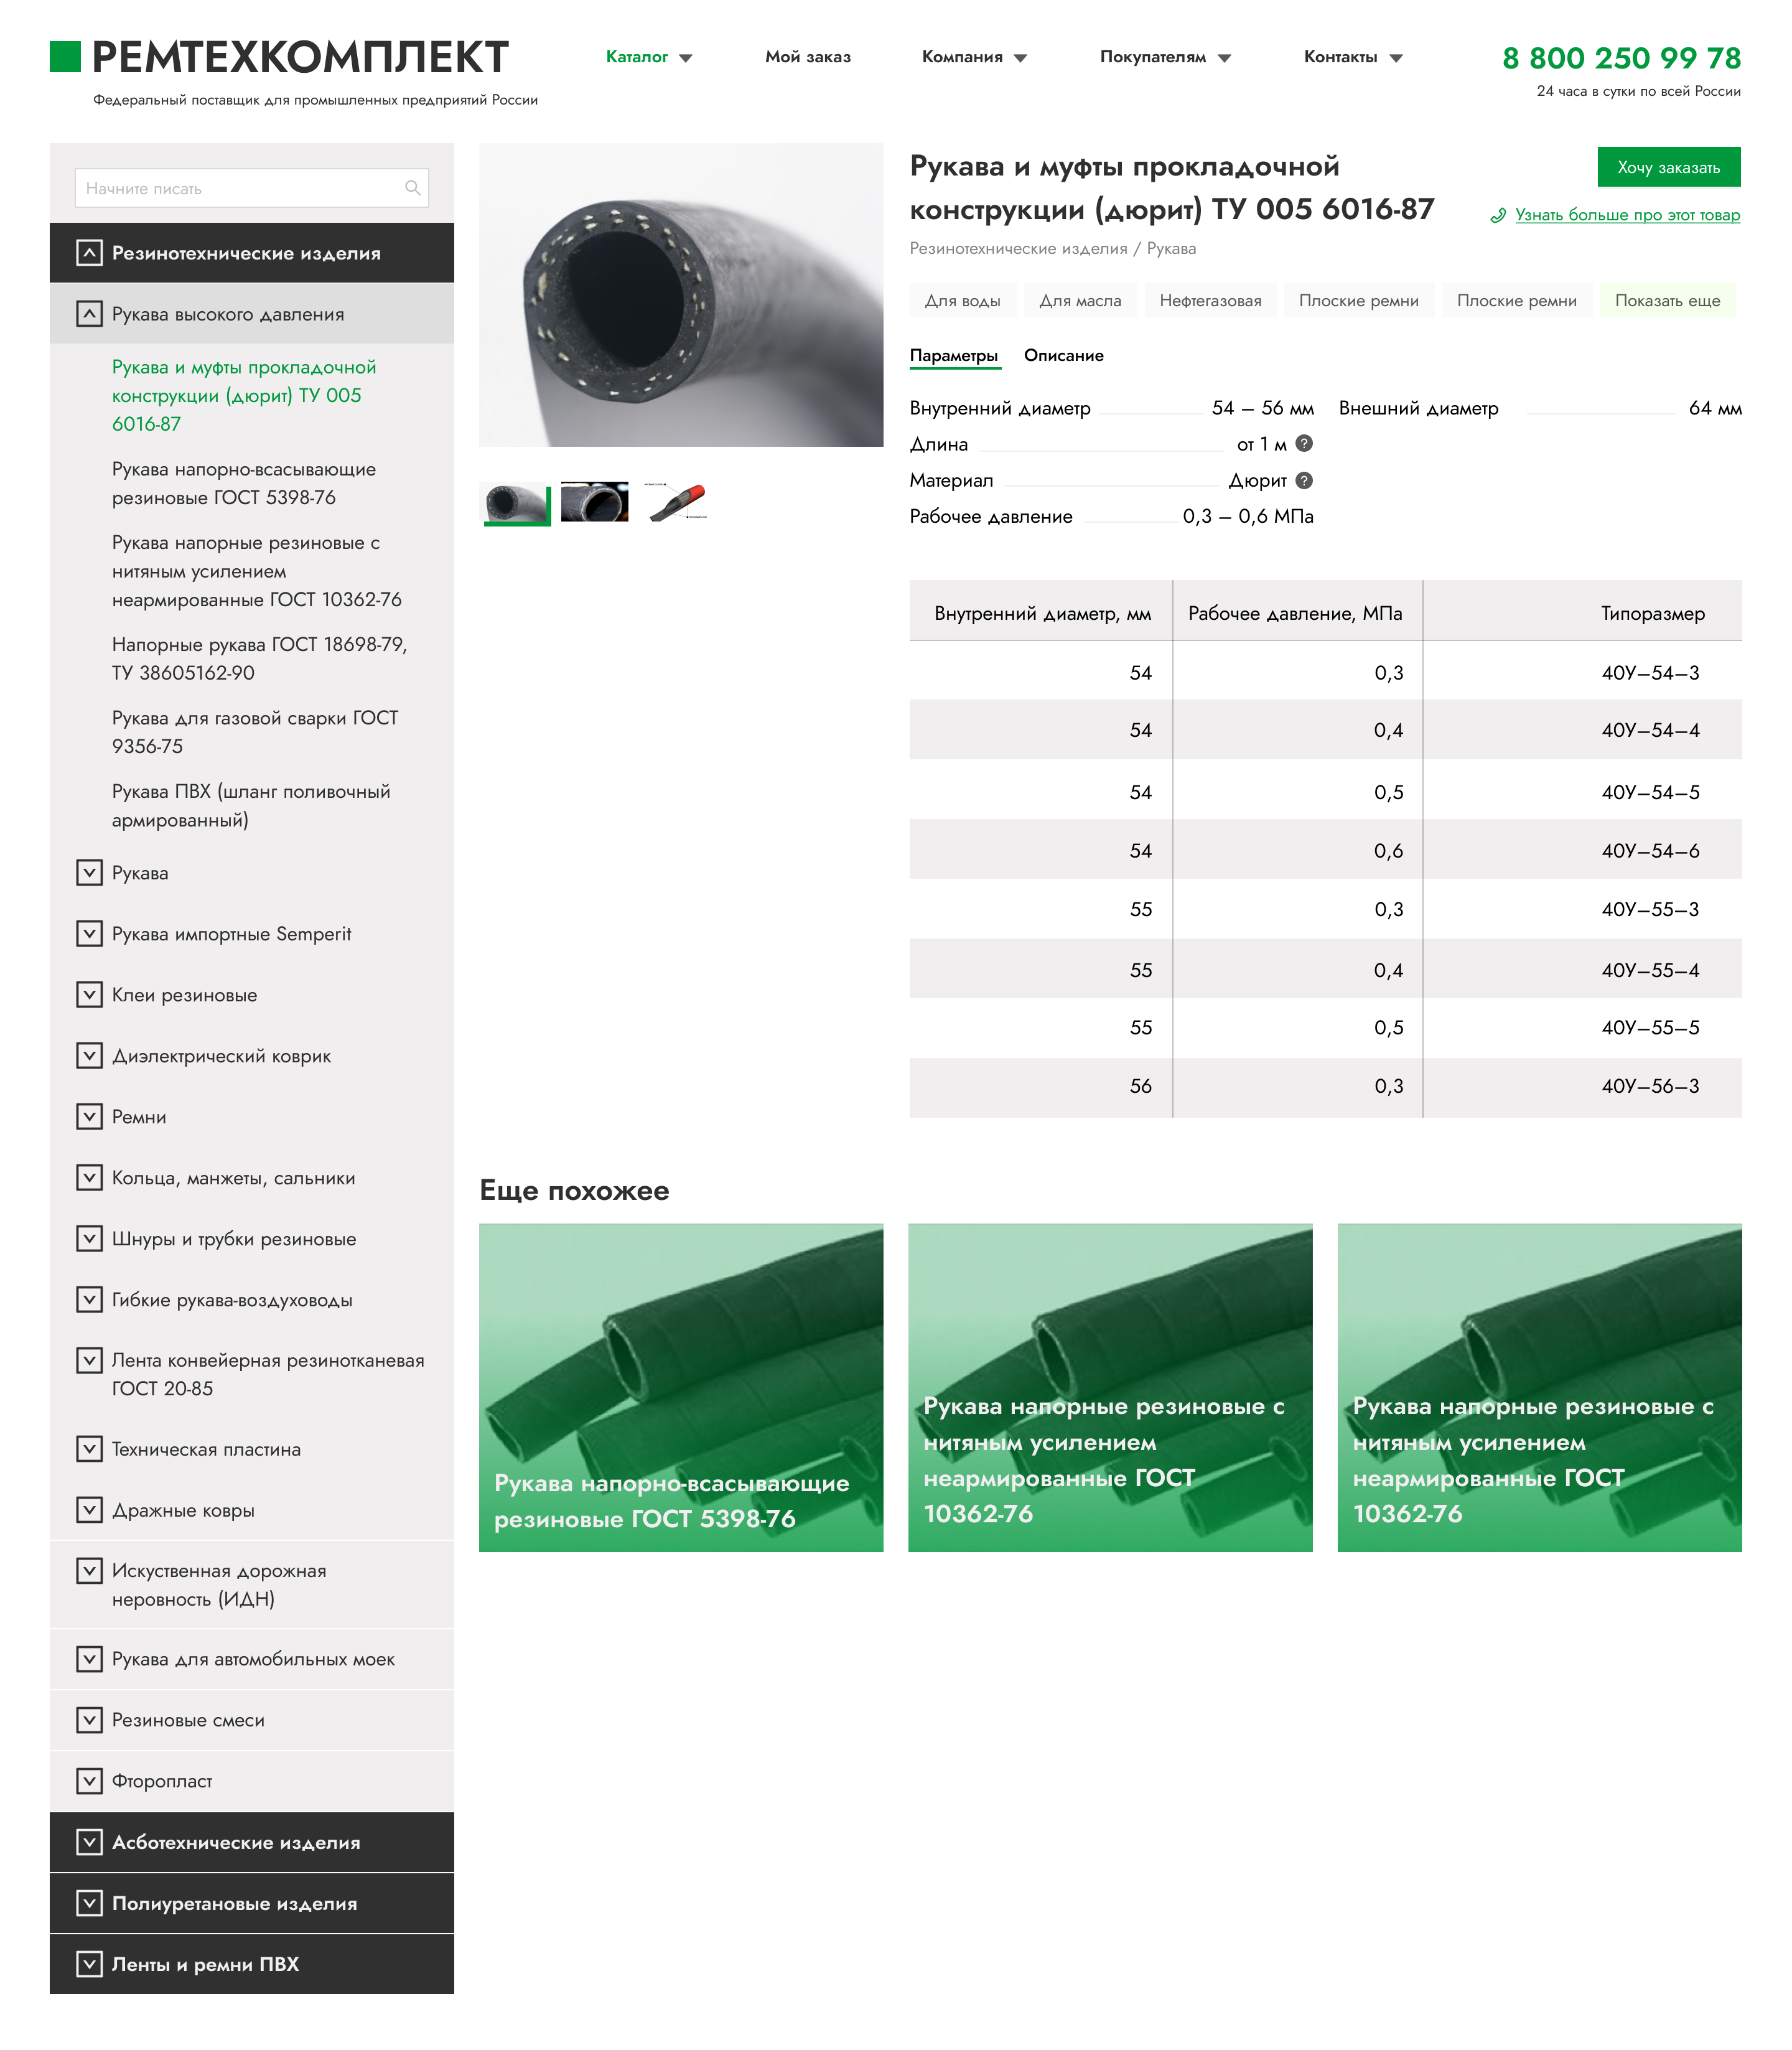 РЕМТЕХКОМПЛЕКТ
Федеральный поставщик для промышленных предприятий России
Каталог
Мой заказ
Компания
Покупателям
Контакты
8 800 250 99 78
24 часа в сутки по всей России
Начните писать
Резинотехнические изделия
Рукава высокого давления
Рукава и муфты прокладочной
конструкции (дюрит) ТУ 005
6016-87
Рукава напорно-всасывающие
резиновые ГОСТ 5398-76
Рукава напорные резиновые с
нитяным усилением
неармированные ГОСТ 10362-76
Напорные рукава ГОСТ 18698-79,
ТУ 38605162-90
Рукава для газовой сварки ГОСТ
9356-75
Рукава ПВХ (шланг поливочный
армированный)
Рукава
Рукава импортные Semperit
Клеи резиновые
Диэлектрический коврик
Ремни
Кольца, манжеты, сальники
Шнуры и трубки резиновые
Гибкие рукава-воздуховоды
Лента конвейерная резинотканевая
ГОСТ 20-85
Техническая пластина
Дражные ковры
Искуственная дорожная
неровность (ИДН)
Рукава для автомобильных моек
Резиновые смеси
Фторопласт
Асботехнические изделия
Полиуретановые изделия
Ленты и ремни ПВХ
Рукава и муфты прокладочной
конструкции (дюрит) ТУ 005 6016-87
Хочу заказать
Узнать больше про этот товар
Резинотехнические изделия / Рукава
Для воды
Для масла
Нефтегазовая
Плоские ремни
Плоские ремни
Показать еще
Параметры
Описание
Внутренний диаметр 54 – 56 мм
Внешний диаметр 64 мм
Длина от 1 м ?
Материал Дюрит ?
Рабочее давление 0,3 – 0,6 МПа
Внутренний диаметр, мм Рабочее давление, МПа Типоразмер
54 0,3 40У–54–3
54 0,4 40У–54–4
54 0,5 40У–54–5
54 0,6 40У–54–6
55 0,3 40У–55–3
55 0,4 40У–55–4
55 0,5 40У–55–5
56 0,3 40У–56–3
Еще похожее
Рукава напорно-всасывающие
резиновые ГОСТ 5398-76
Рукава напорные резиновые с
нитяным усилением
неармированные ГОСТ
10362-76
Рукава напорные резиновые с
нитяным усилением
неармированные ГОСТ
10362-76